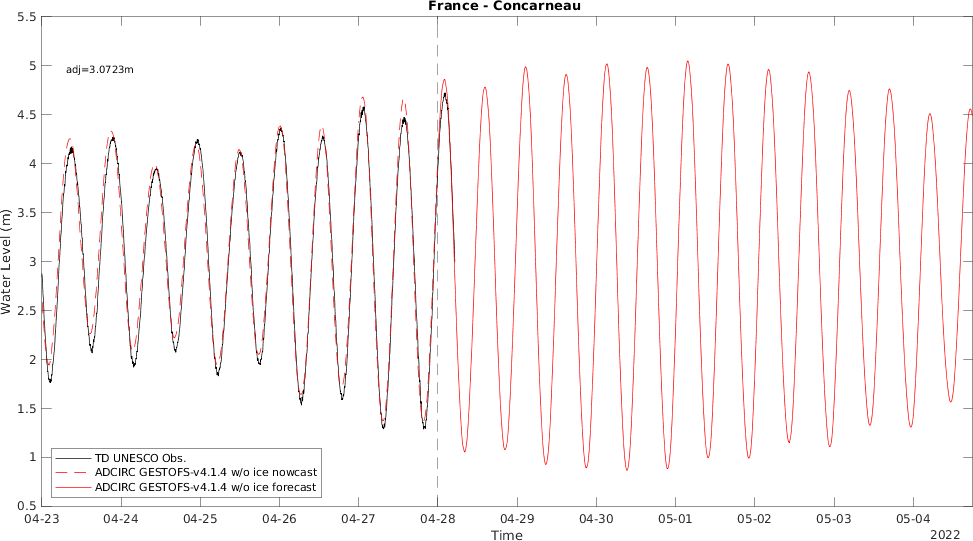 France - Concarneau
adj=3.0723m
5.5
5
4.5
4
3.5
3
2.5
2
1.5
1
0.5
Water Level (m)
TD UNESCO Obs.
ADCIRC GESTOFS-v4.1.4 w/o ice nowcast
ADCIRC GESTOFS-v4.1.4 w/o ice forecast
04-23 04-24 04-25 04-26 04-27 04-28 04-29 04-30 05-01 05-02 05-03 05-04
Time
2022